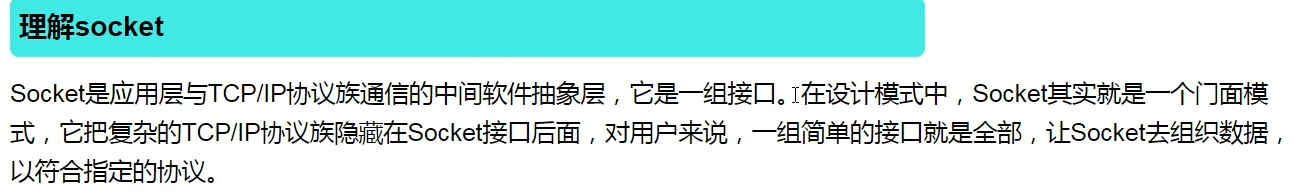 理解socket
Socket是应用层与TCP/IP协议族通信的中间软件抽象层，它是一组接口。在设计模式中，Socket其实就是一个门面模
式，它把复杂的TCP/IP协议族隐藏在Socket接口后面，对用户来说，一组简单的接口就是全部，让Socket去组织数据，
以符合指定的协议。